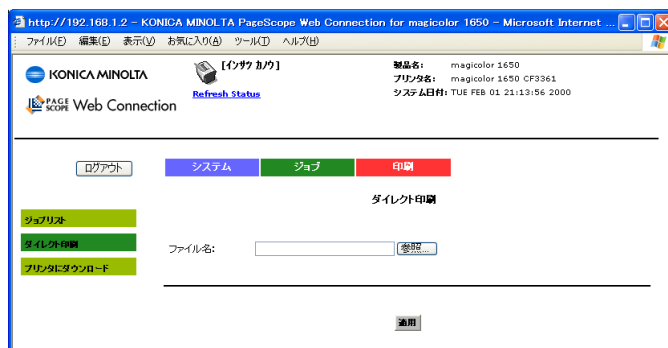 http://192.168.1.2 - KONICA MINOLTA PageScope Web Connection for magicolor 1650 - Microsoft Internet ...
ファイル(F) 編集(E) 表示(V) お気に入り(A) ツール(T) ヘルプ(H)
KONICA MINOLTA
PAGE SCOPE Web Connection
[インサツ カノウ]
Refresh Status
製品名: magicolor 1650
プリンタ名: magicolor 1650 CF3361
システム日付: TUE FEB 01 21:13:56 2000
ログアウト
システム ジョブ 印刷
ダイレクト印刷
ジョブリスト
ダイレクト印刷
プリンタにダウンロード
ファイル名: 参照...
適用